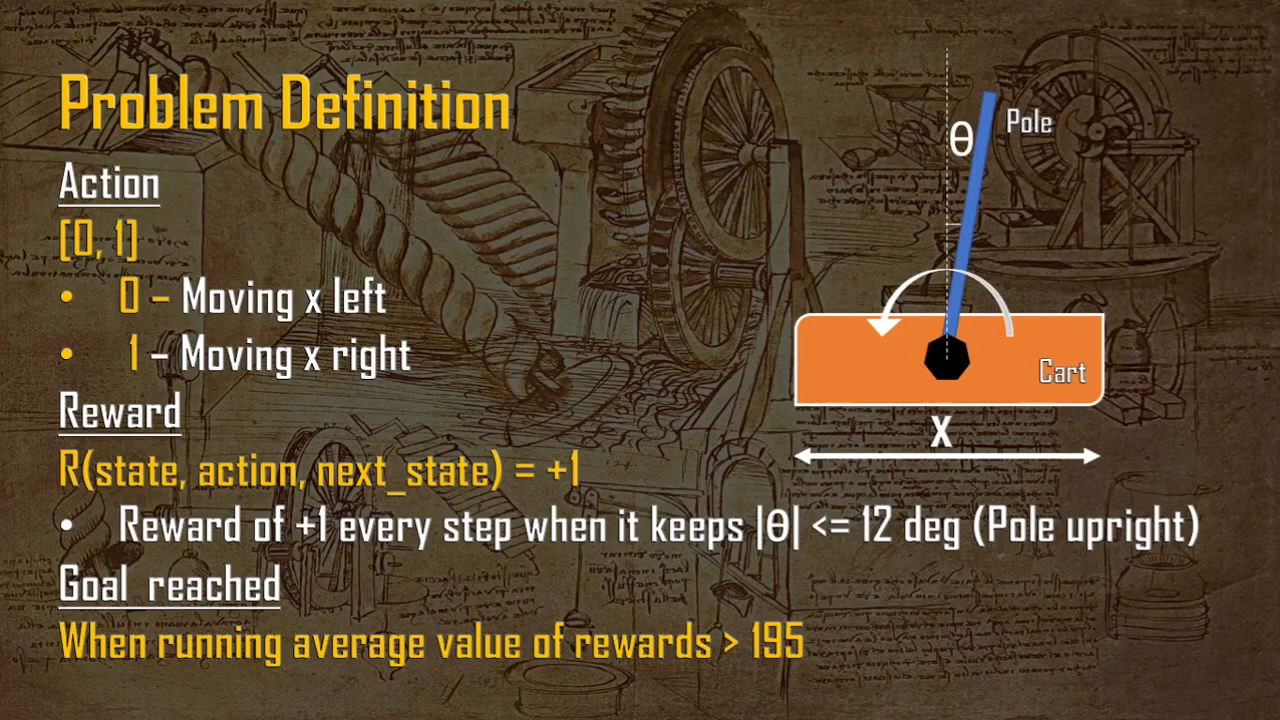 Problem Definition
Action
[0, 1]
• 0 – Moving x left
• 1 – Moving x right
Reward
R(state, action, next_state) = +1
• Reward of +1 every step when it keeps |θ| <= 12 deg (Pole upright)
Goal reached
When running average value of rewards > 195
θ
Pole
Cart
x